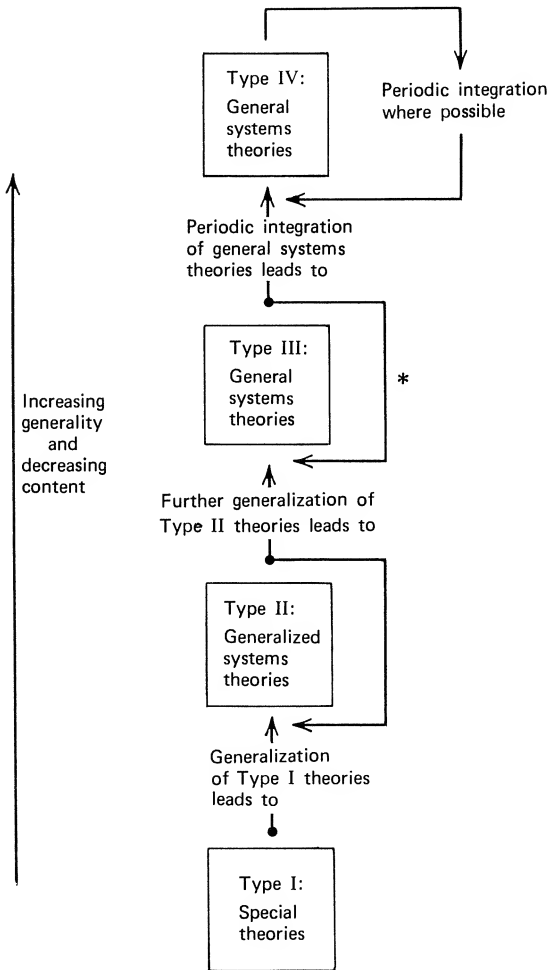 Type IV:
General
systems
theories
Periodic integration
where possible
Periodic integration
of general systems
theories leads to
Type III:
General
systems
theories
*
Increasing
generality
and
decreasing
content
Further generalization of
Type II theories leads to
Type II:
Generalized
systems
theories
Generalization
of Type I theories
leads to
Type I:
Special
theories